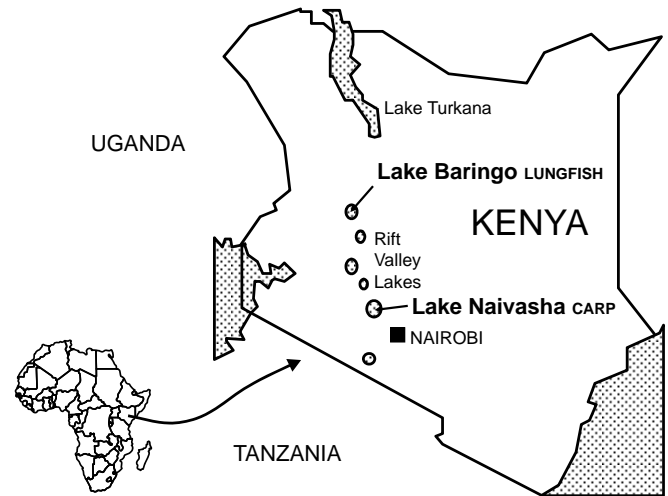 Lake Turkana
UGANDA
Lake Baringo LUNGFISH
KENYA
Rift
Valley
Lakes
Lake Naivasha CARP
NAIROBI
TANZANIA